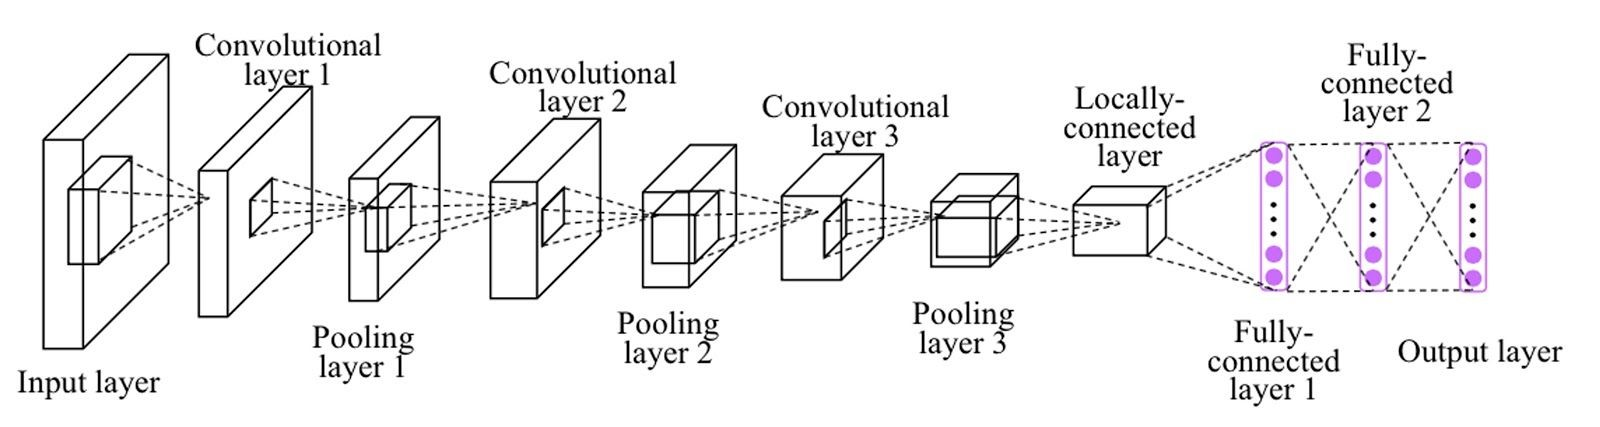 Convolutional
layer 1
Convolutional
layer 2
Convolutional
layer 3
Locally-
connected
layer
Fully-
connected
layer 2
Input layer
Pooling
layer 1
Pooling
layer 2
Pooling
layer 3
Fully-
connected
layer 1
Output layer